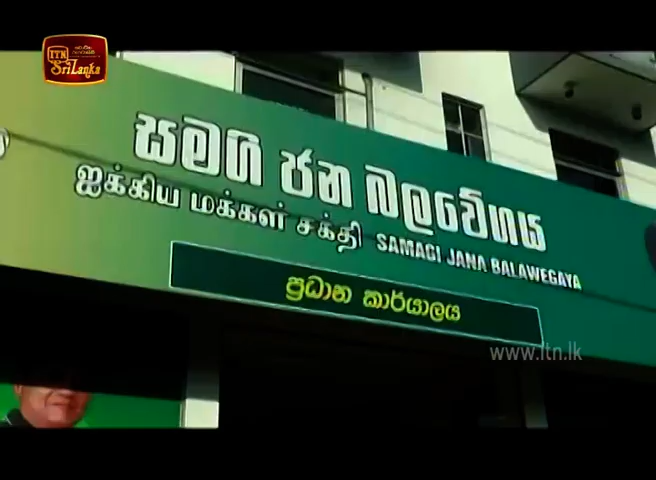 ITN
SriLanka
සමගි ජන බලවේගය
ஐக்கிய மக்கள் சக்தி SAMAGI JANA BALAWEGAYA
ප්‍රධාන කාර්යාලය
www.itn.lk